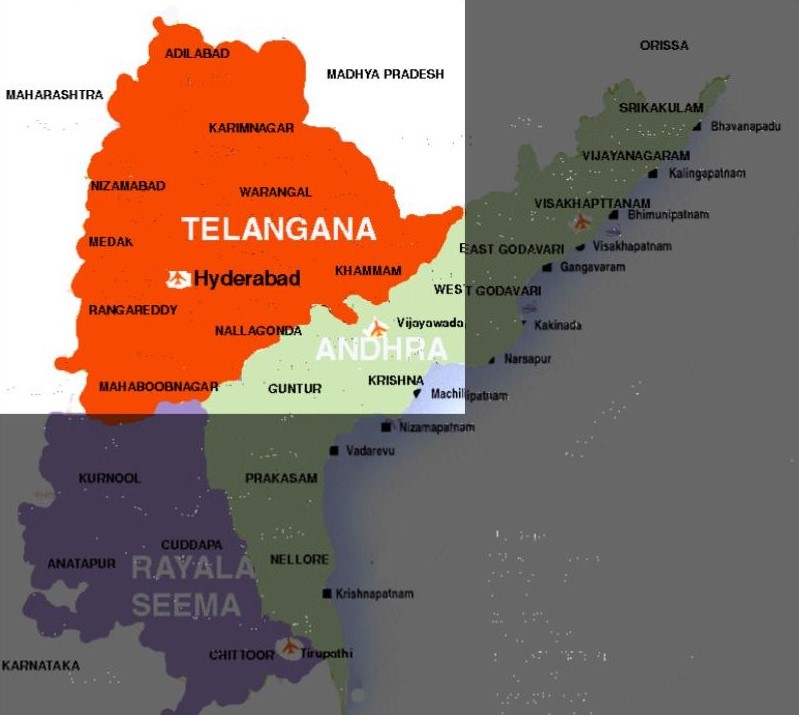 ORISSA
ADILABAD
MADHYA PRADESH
MAHARASHTRA
SRIKAKULAM
Bhavanapadu
KARIMNAGAR
VIJAYANAGARAM
Kalingapatnam
NIZAMABAD
WARANGAL
VISAKHAPTTANAM
Bhimunipatnam
TELANGANA
MEDAK
EAST GODAVARI
Visakhapatnam
Gangavaram
KHAMMAM
Hyderabad
WEST GODAVARI
RANGAREDDY
Vijayawada
Kakinada
NALLAGONDA
ANDHRA
Narsapur
MAHABOOBNAGAR
GUNTUR
KRISHNA
Machilipatnam
Nizamapatnam
Vadarevu
KURNOOL
PRAKASAM
CUDDAPA
ANATAPUR
RAYALA
SEEMA
NELLORE
Krishnapatnam
CHITTOOR
Tirupathi
KARNATAKA